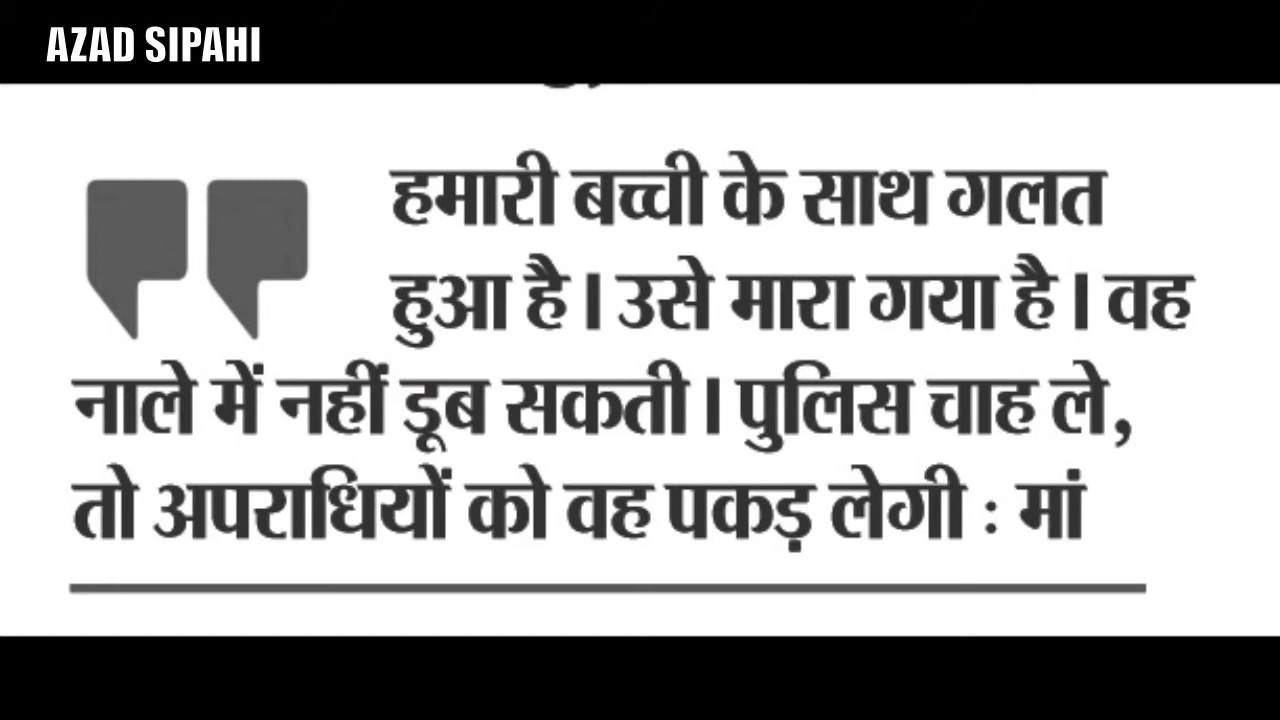 AZAD SIPAHI
हमारी बच्ची के साथ गलत
हुआ है। उसे मारा गया है। वह
नाले में नहीं डूब सकती। पुलिस चाह ले,
तो अपराधियों को वह पकड़ लेगी : मां